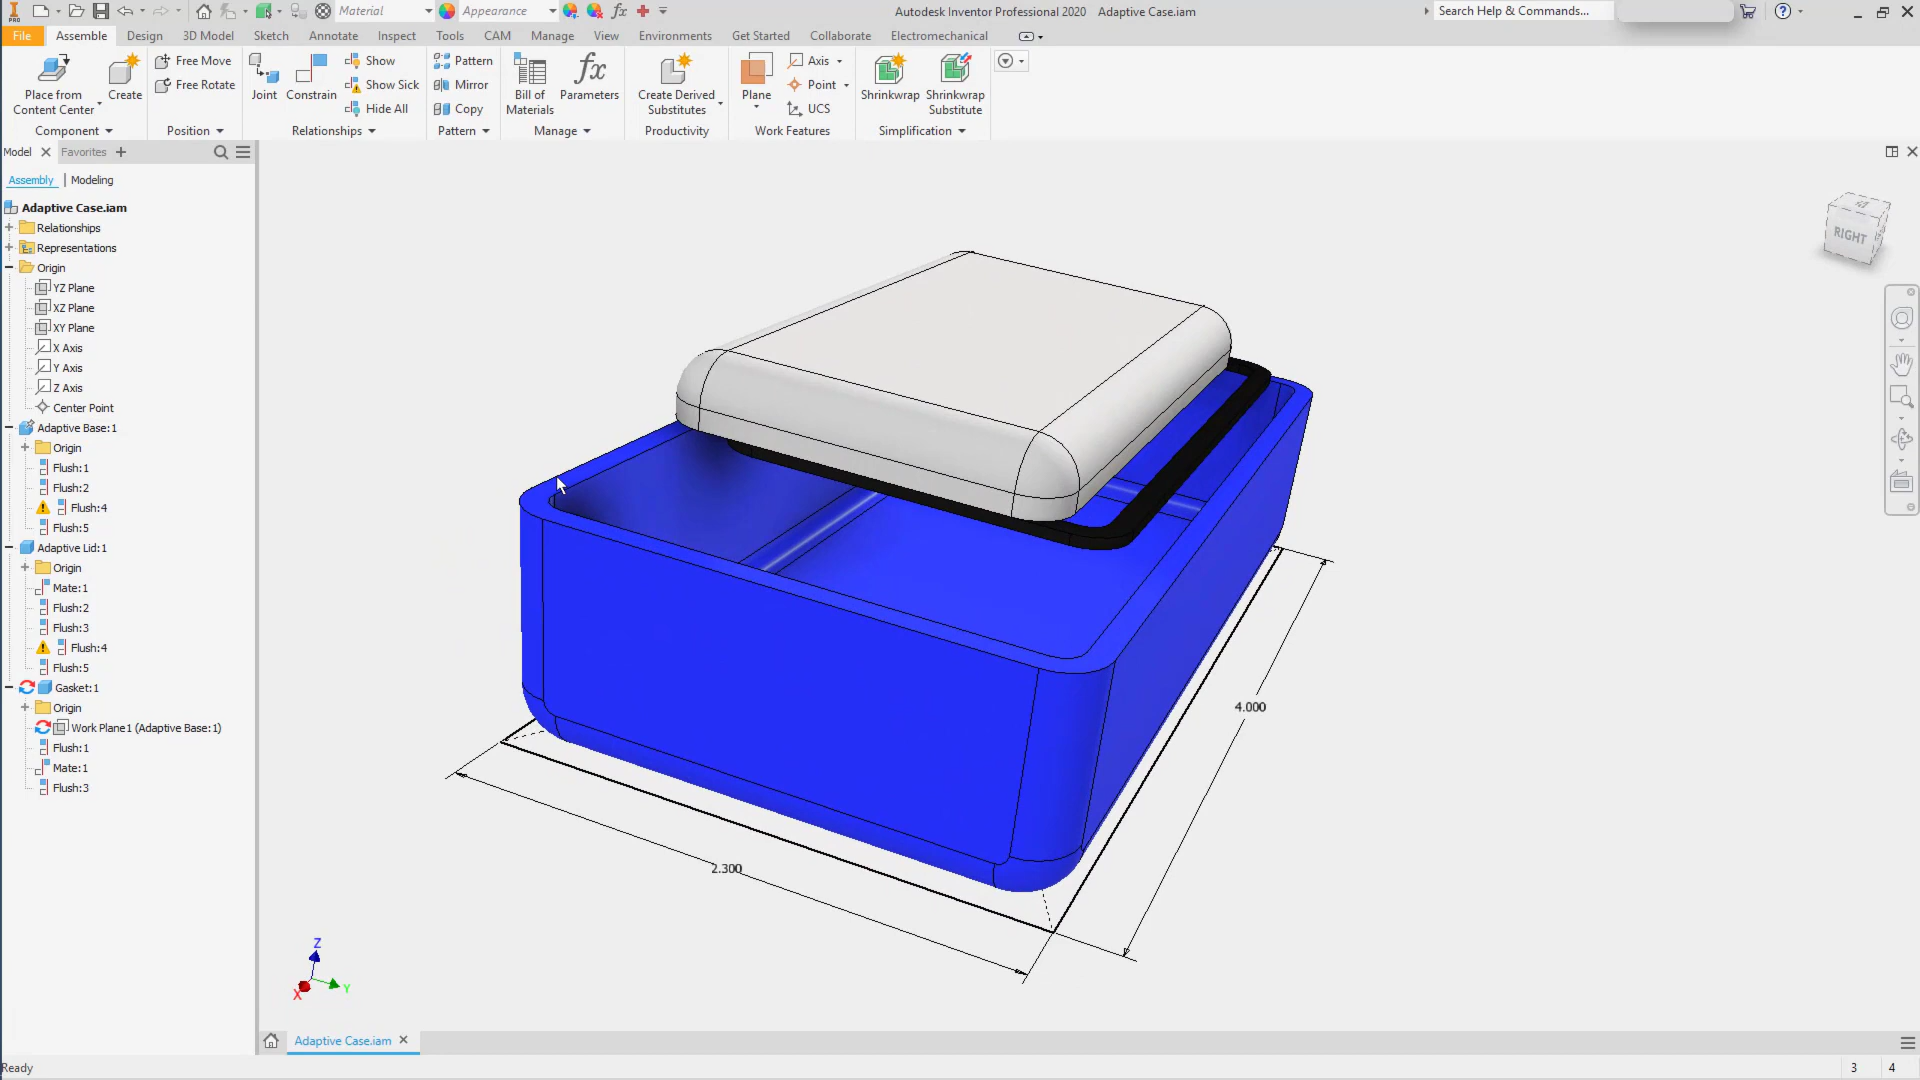 Material
Appearance
Autodesk Inventor Professional 2020 Adaptive Case.iam
Search Help & Commands...
PRO
File Assemble Design 3D Model Sketch Annotate Inspect Tools CAM Manage View Environments Get Started Collaborate Electromechanical
Place from
Content Center
Create
Free Move
Free Rotate
Joint
Constrain
Show
Show Sick
Hide All
Pattern
Mirror
Copy
Bill of
Materials
Parameters
Create Derived
Substitutes
Plane
Axis
Point
UCS
Shrinkwrap
Shrinkwrap
Substitute
Component
Position
Relationships
Pattern
Manage
Productivity
Work Features
Simplification
Model
Favorites
Assembly
Modeling
Adaptive Case.iam
Relationships
Representations
Origin
YZ Plane
XZ Plane
XY Plane
X Axis
Y Axis
Z Axis
Center Point
Adaptive Base:1
Origin
Flush:1
Flush:2
Flush:4
Flush:5
Adaptive Lid:1
Origin
Mate:1
Flush:2
Flush:3
Flush:4
Flush:5
Gasket:1
Origin
Work Plane1 (Adaptive Base:1)
Flush:1
Mate:1
Flush:3
RIGHT
4.000
2.300
Z
Y
X
Adaptive Case.iam
Ready
3
4